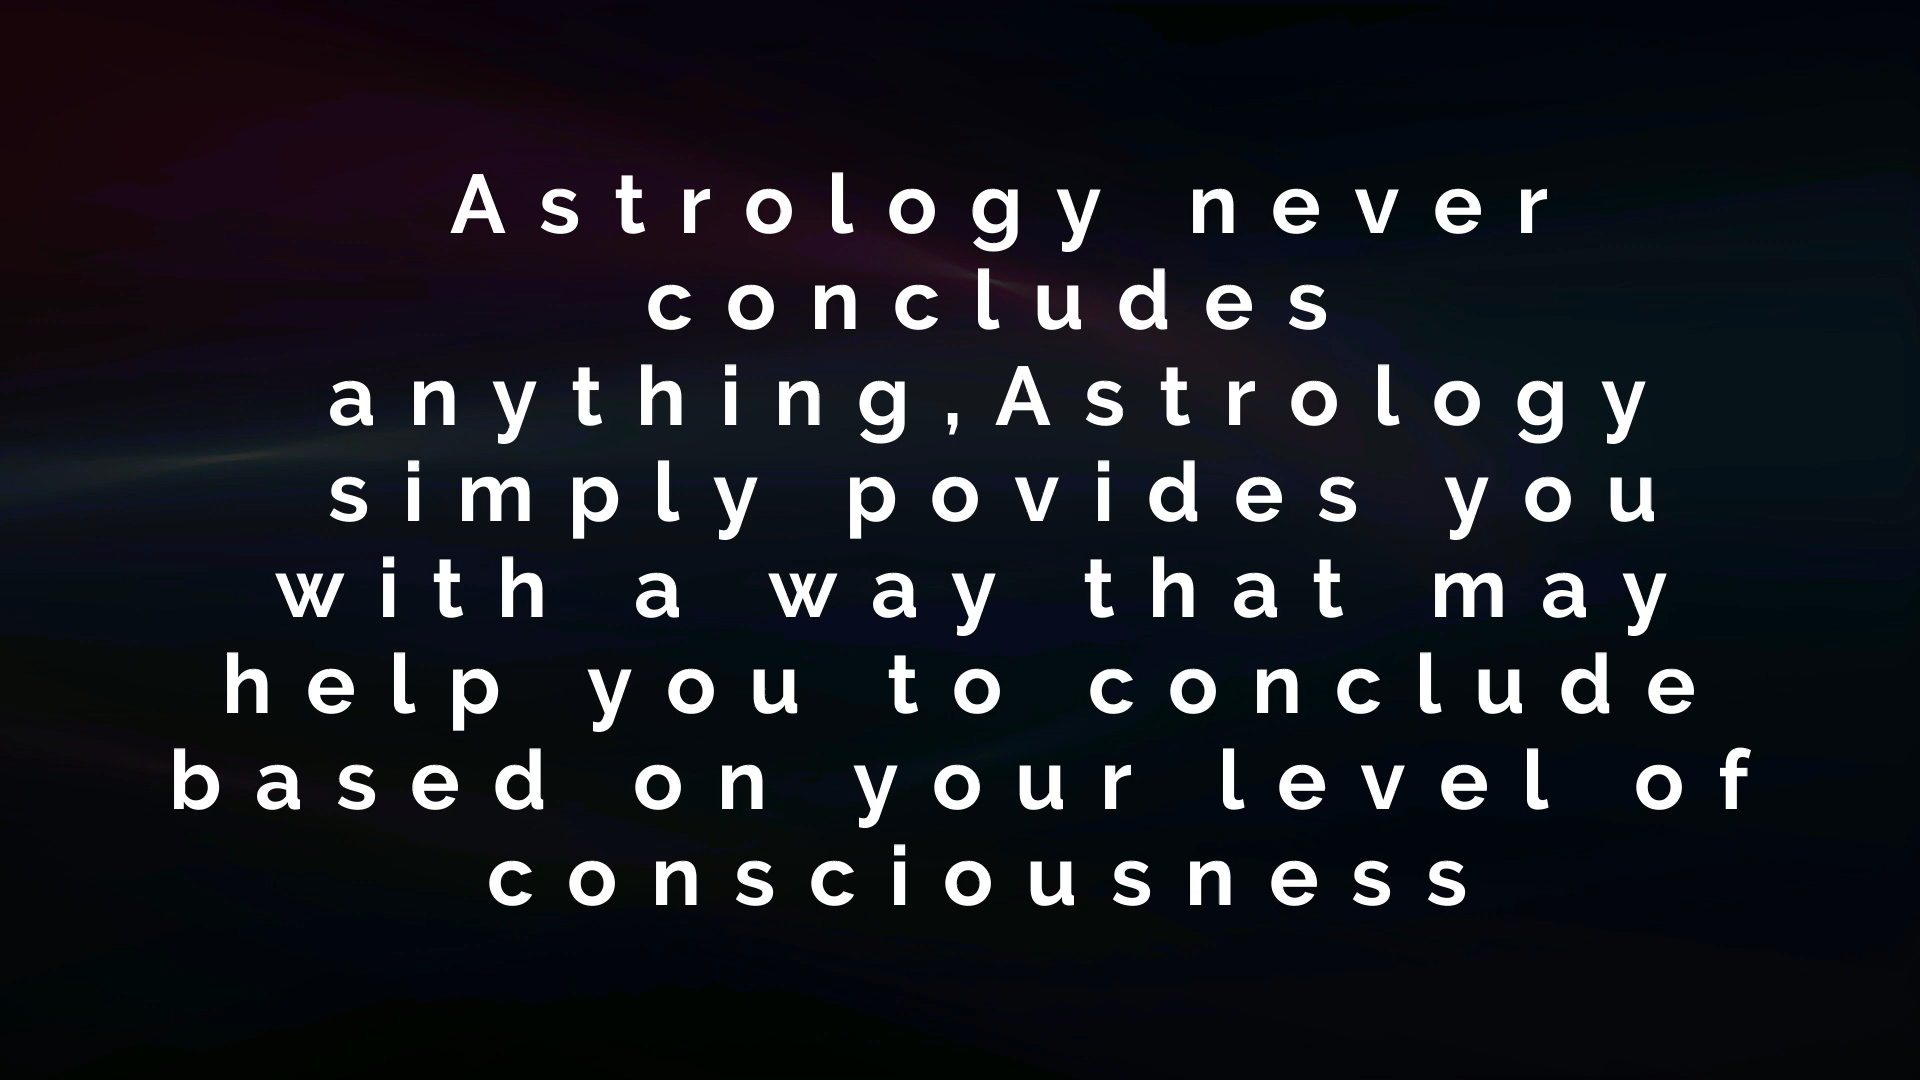 Astrology never
concludes
anything,Astrology
simply povides you
with a way that may
help you to conclude
based on your level of
consciousness